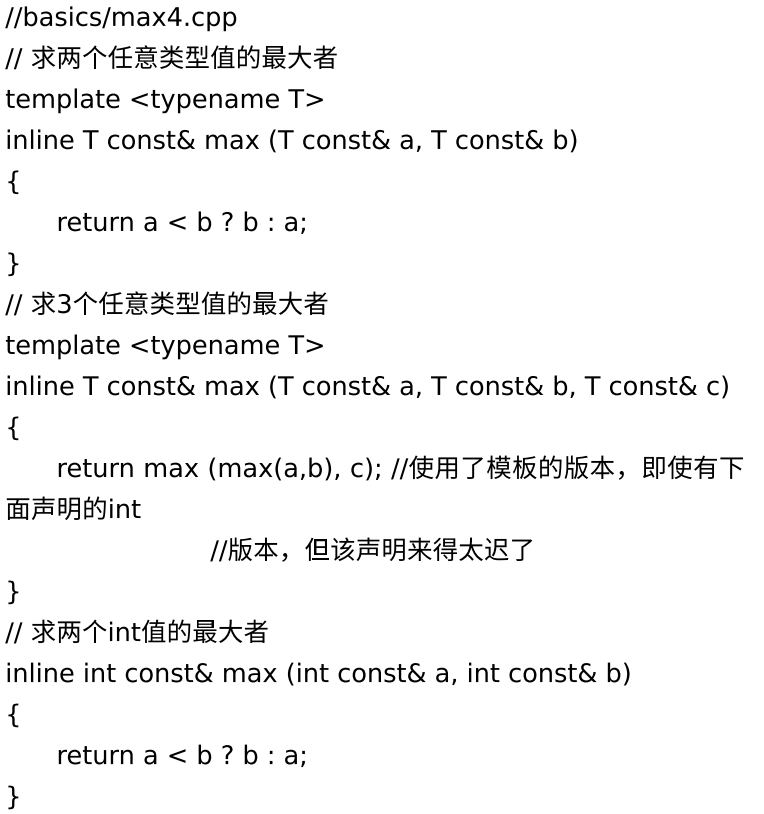 //basics/max4.cpp
// 求两个任意类型值的最大者
template <typename T>
inline T const& max (T const& a, T const& b)
{
return a < b ? b : a;
}
// 求3个任意类型值的最大者
template <typename T>
inline T const& max (T const& a, T const& b, T const& c)
{
return max (max(a,b), c); //使用了模板的版本，即使有下
面声明的int
//版本，但该声明来得太迟了
}
// 求两个int值的最大者
inline int const& max (int const& a, int const& b)
{
return a < b ? b : a;
}